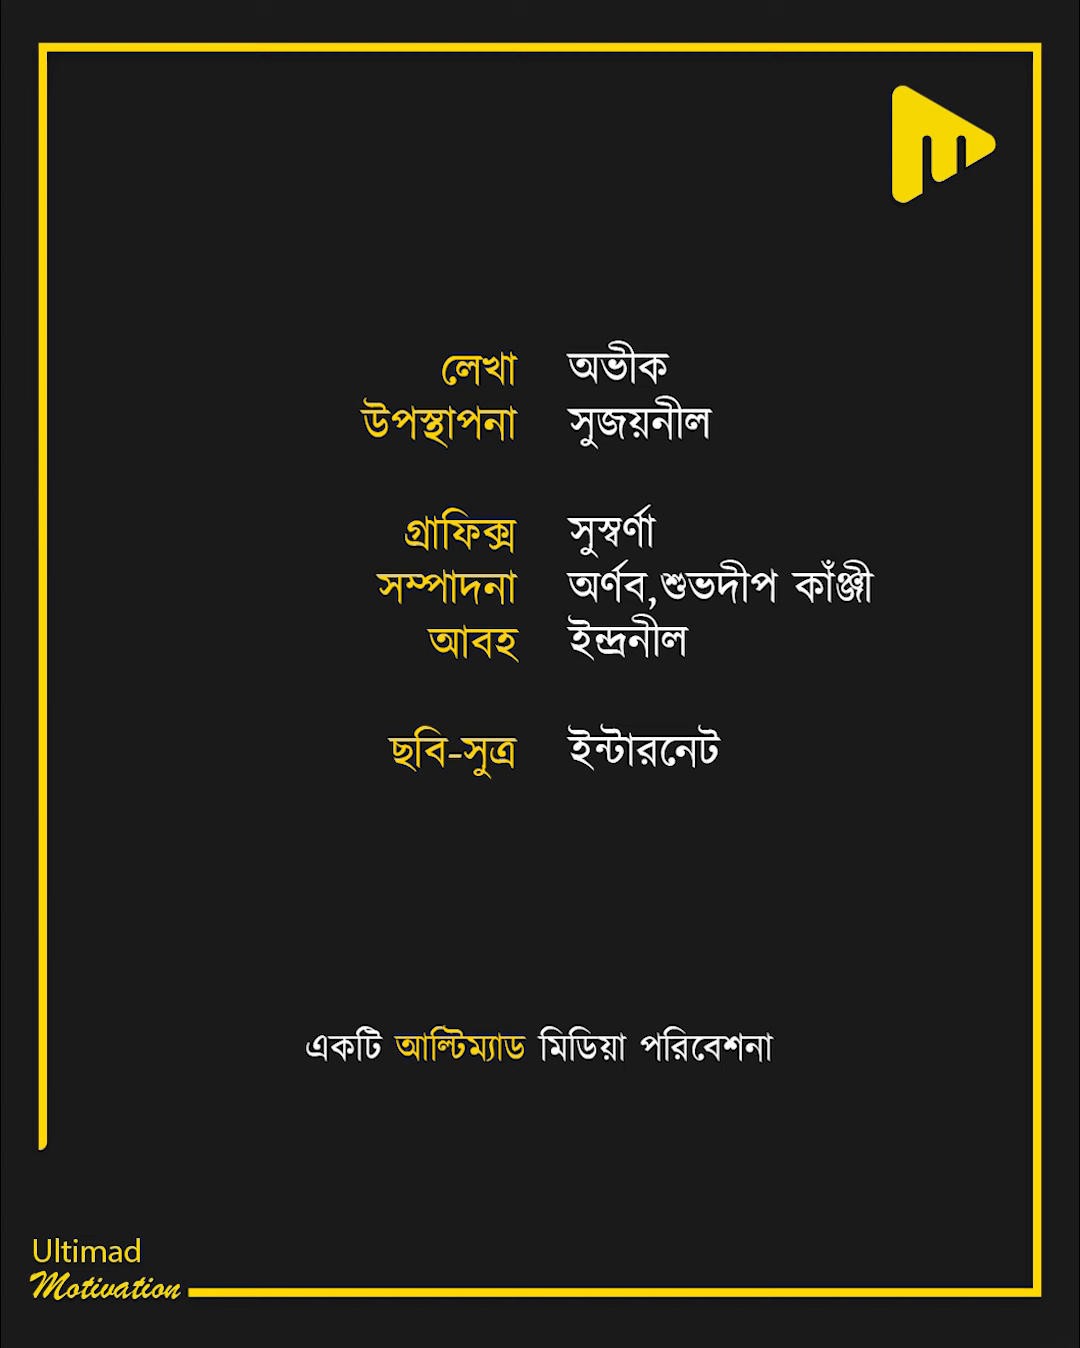 লেখা অভীক
উপস্থাপনা সুজয়নীল
গ্রাফিক্স সুস্বর্ণা
সম্পাদনা অর্ণব,শুভদীপ কাঁঞ্জী
আবহ ইন্দ্রনীল
ছবি-সুত্র ইন্টারনেট
একটি আল্টিম্যাড মিডিয়া পরিবেশনা
Ultimad
Motivation